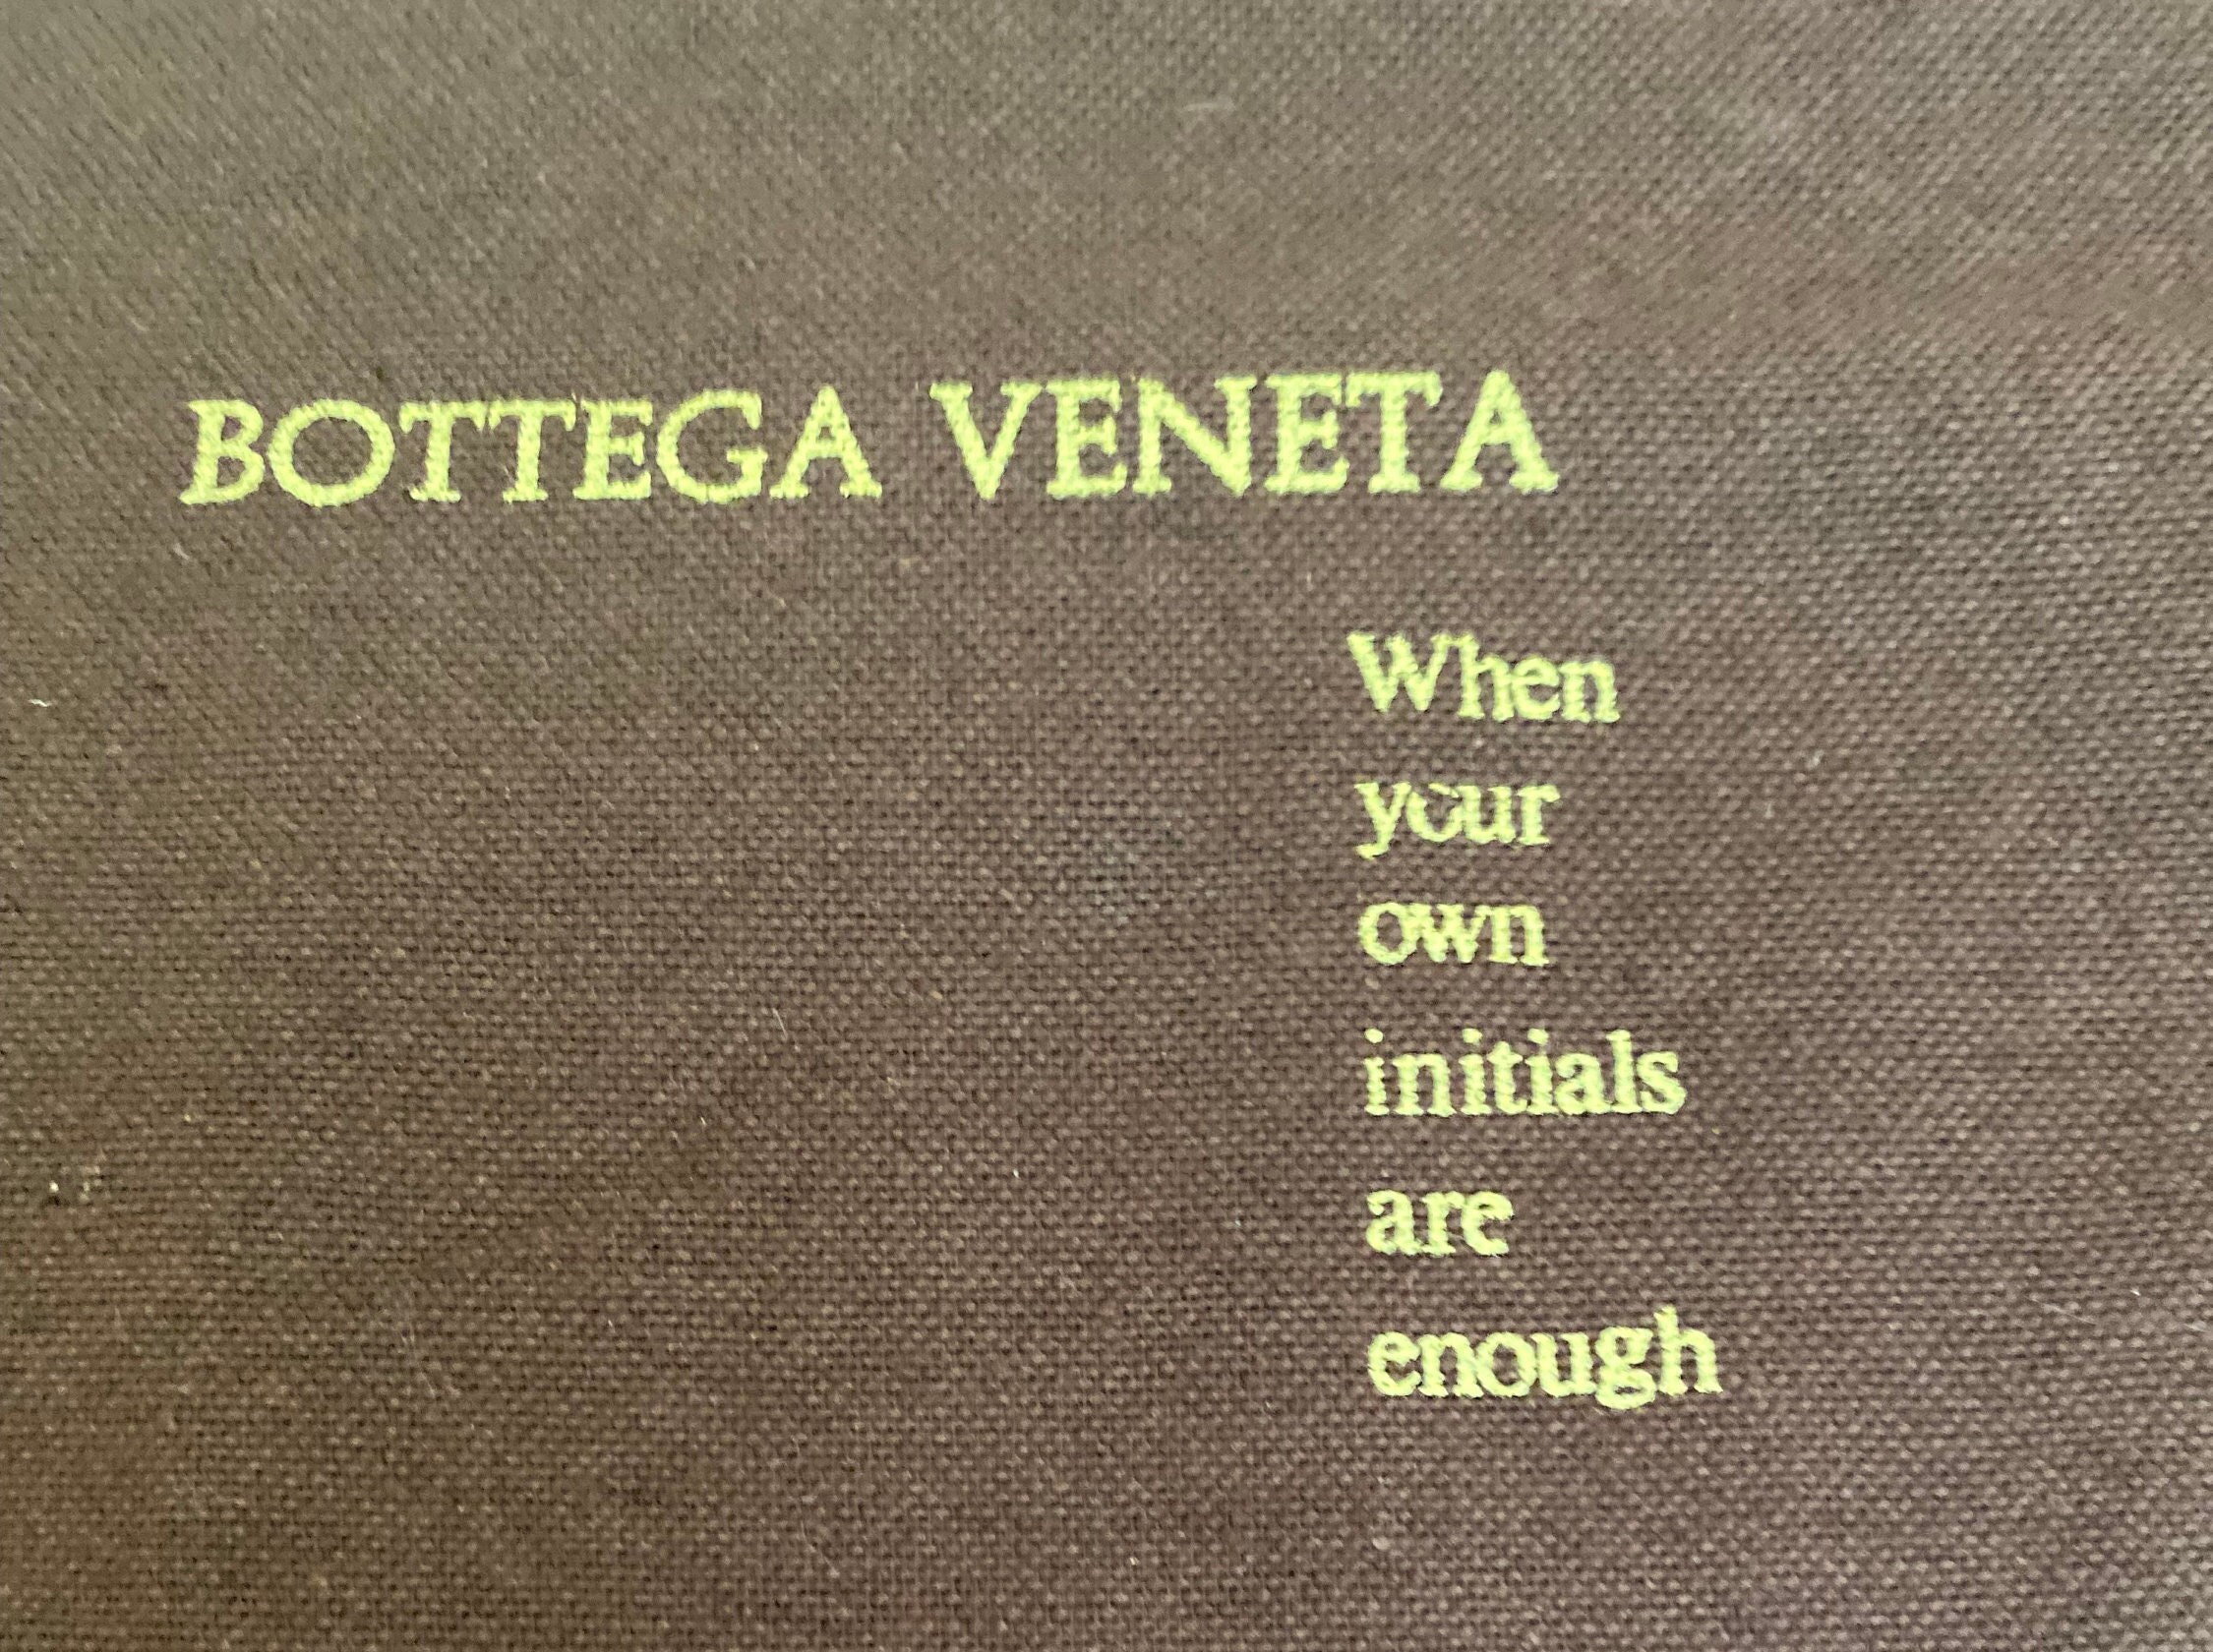 BOTTEGA VENETA
When
your
own
initials
are
enough